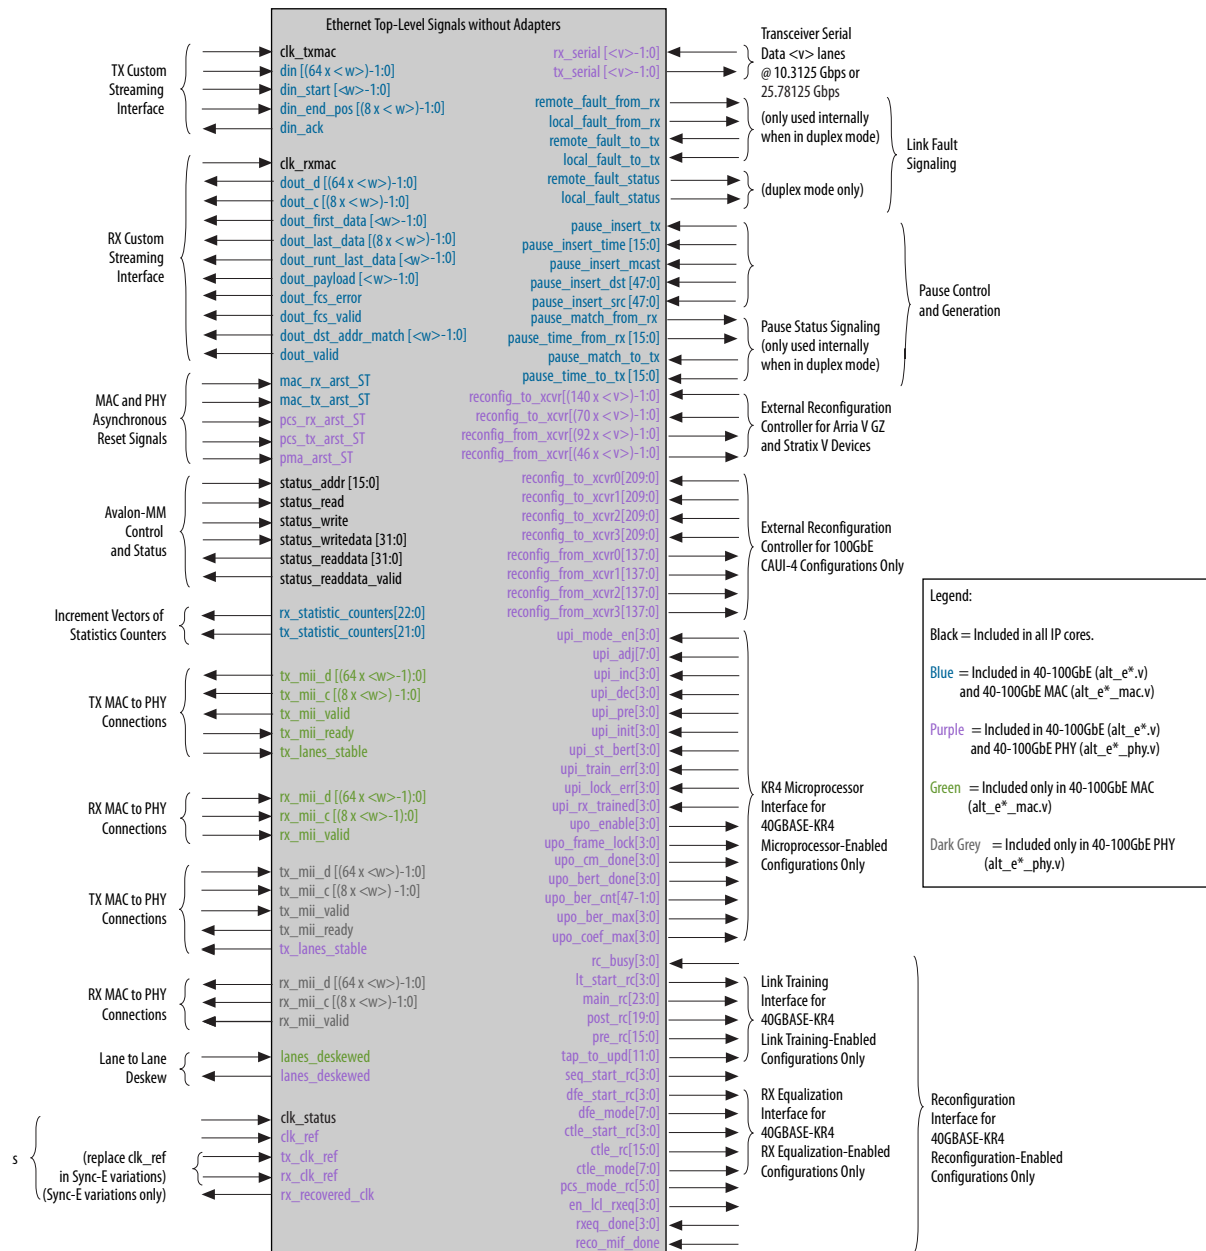 Ethernet Top-Level Signals without Adapters
TX Custom
Streaming
Interface
clk_txmac
din [(64 x < w>)-1:0]
din_start [<w>-1:0]
din_end_pos [(8 x < w>)-1:0]
din_ack
RX Custom
Streaming
Interface
clk_rxmac
dout_d [(64 x < w>)-1:0]
dout_c [(8 x < w>)-1:0]
dout_first_data [<w>-1:0]
dout_last_data [(8 x < w>)-1:0]
dout_runt_last_data [<w>-1:0]
dout_payload [<w>-1:0]
dout_fcs_error
dout_fcs_valid
dout_dst_addr_match [<w>-1:0]
dout_valid
MAC and PHY
Asynchronous
Reset Signals
mac_rx_arst_ST
mac_tx_arst_ST
pcs_rx_arst_ST
pcs_tx_arst_ST
pma_arst_ST
Avalon-MM
Control
and Status
status_addr [15:0]
status_read
status_write
status_writedata [31:0]
status_readdata [31:0]
status_readdata_valid
Increment Vectors of
Statistics Counters
rx_statistic_counters[22:0]
tx_statistic_counters[21:0]
TX MAC to PHY
Connections
tx_mii_d [(64 x <w>-1):0]
tx_mii_c [(8 x <w>) -1:0]
tx_mii_valid
tx_mii_ready
tx_lanes_stable
RX MAC to PHY
Connections
rx_mii_d [(64 x <w>-1):0]
rx_mii_c [(8 x <w>-1):0]
rx_mii_valid
TX MAC to PHY
Connections
tx_mii_d [(64 x <w>)-1:0]
tx_mii_c [(8 x <w>) -1:0]
tx_mii_valid
tx_mii_ready
tx_lanes_stable
RX MAC to PHY
Connections
rx_mii_d [(64 x <w>)-1:0]
rx_mii_c [(8 x <w>)-1:0]
rx_mii_valid
Lane to Lane
Deskew
lanes_deskewed
lanes_deskewed
s
(replace clk_ref
in Sync-E variations)
(Sync-E variations only)
clk_status
clk_ref
tx_clk_ref
rx_clk_ref
rx_recovered_clk
rx_serial [<v>-1:0]
tx_serial [<v>-1:0]
Transceiver Serial
Data <v> lanes
@ 10.3125 Gbps or
25.78125 Gbps
remote_fault_from_rx
local_fault_from_rx
remote_fault_to_tx
local_fault_to_tx
remote_fault_status
local_fault_status
(only used internally
when in duplex mode)
(duplex mode only)
Link Fault
Signaling
pause_insert_tx
pause_insert_time [15:0]
pause_insert_mcast
pause_insert_dst [47:0]
pause_insert_src [47:0]
pause_match_from_rx
pause_time_from_rx [15:0]
pause_match_to_tx
pause_time_to_tx [15:0]
Pause Status Signaling
(only used internally
when in duplex mode)
Pause Control
and Generation
reconfig_to_xcvr[(140 x <v>)-1:0]
reconfig_to_xcvr[(70 x <v>)-1:0]
reconfig_from_xcvr[(92 x <v>)-1:0]
reconfig_from_xcvr[(46 x <v>)-1:0]
External Reconfiguration
Controller for Arria V GZ
and Stratix V Devices
reconfig_to_xcvr0[209:0]
reconfig_to_xcvr1[209:0]
reconfig_to_xcvr2[209:0]
reconfig_to_xcvr3[209:0]
reconfig_from_xcvr0[137:0]
reconfig_from_xcvr1[137:0]
reconfig_from_xcvr2[137:0]
reconfig_from_xcvr3[137:0]
External Reconfiguration
Controller for 100GbE
CAUI-4 Configurations Only
upi_mode_en[3:0]
upi_adj[7:0]
upi_inc[3:0]
upi_dec[3:0]
upi_pre[3:0]
upi_init[3:0]
upi_st_bert[3:0]
upi_train_err[3:0]
upi_lock_err[3:0]
upi_rx_trained[3:0]
upo_enable[3:0]
upo_frame_lock[3:0]
upo_cm_done[3:0]
upo_bert_done[3:0]
upo_ber_cnt[47-1:0]
upo_ber_max[3:0]
upo_coef_max[3:0]
KR4 Microprocessor
Interface for
40GBASE-KR4
Microprocessor-Enabled
Configurations Only
rc_busy[3:0]
lt_start_rc[3:0]
main_rc[23:0]
post_rc[19:0]
pre_rc[15:0]
tap_to_upd[11:0]
seq_start_rc[3:0]
dfe_start_rc[3:0]
dfe_mode[7:0]
ctle_start_rc[3:0]
ctle_rc[15:0]
ctle_mode[7:0]
pcs_mode_rc[5:0]
en_lcl_rxeq[3:0]
rxeq_done[3:0]
reco_mif_done
Link Training
Interface for
40GBASE-KR4
Link Training-Enabled
Configurations Only
RX Equalization
Interface for
40GBASE-KR4
RX Equalization-Enabled
Configurations Only
Reconfiguration
Interface for
40GBASE-KR4
Reconfiguration-Enabled
Configurations Only
Legend:
Black = Included in all IP cores.
Blue = Included in 40-100GbE (alt_e*.v)
and 40-100GbE MAC (alt_e*_mac.v)
Purple = Included in 40-100GbE (alt_e*.v)
and 40-100GbE PHY (alt_e*_phy.v)
Green = Included only in 40-100GbE MAC
(alt_e*_mac.v)
Dark Grey = Included only in 40-100GbE PHY
(alt_e*_phy.v)